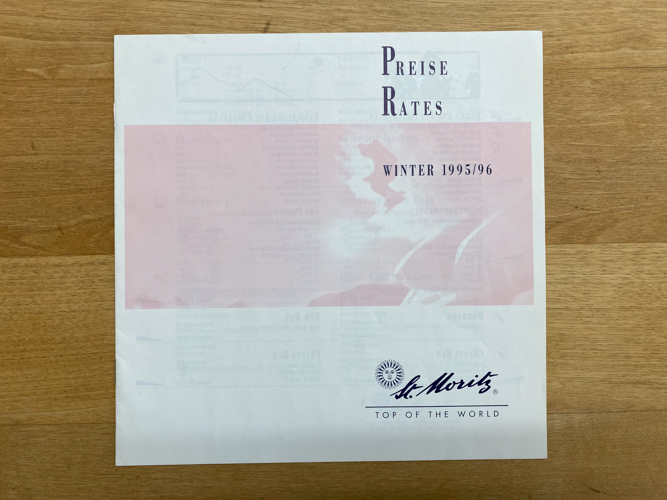 PREISE
RATES
WINTER 1995/96
St. Moritz®
TOP OF THE WORLD